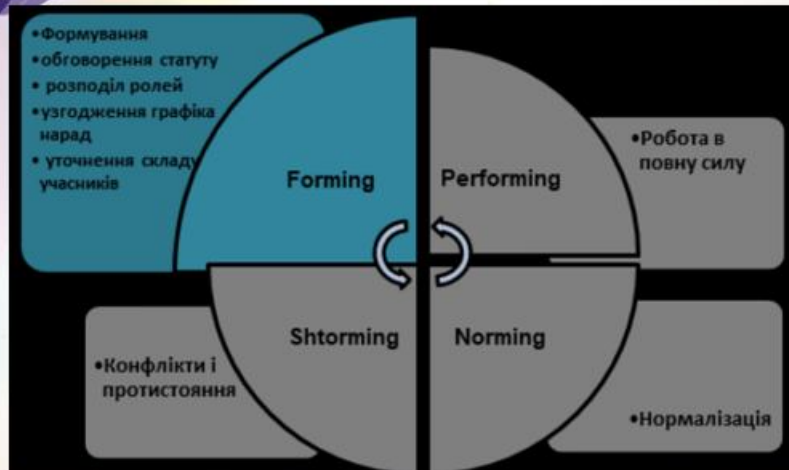 •Формування
•обговорення статуту
• розподіл ролей
•узгодження графіка
нарад
• уточнення складу
учасників
Forming
Performing
•Робота в
повну силу
Shtorming
Norming
•Конфлікти і
протистояння
•Нормалізація